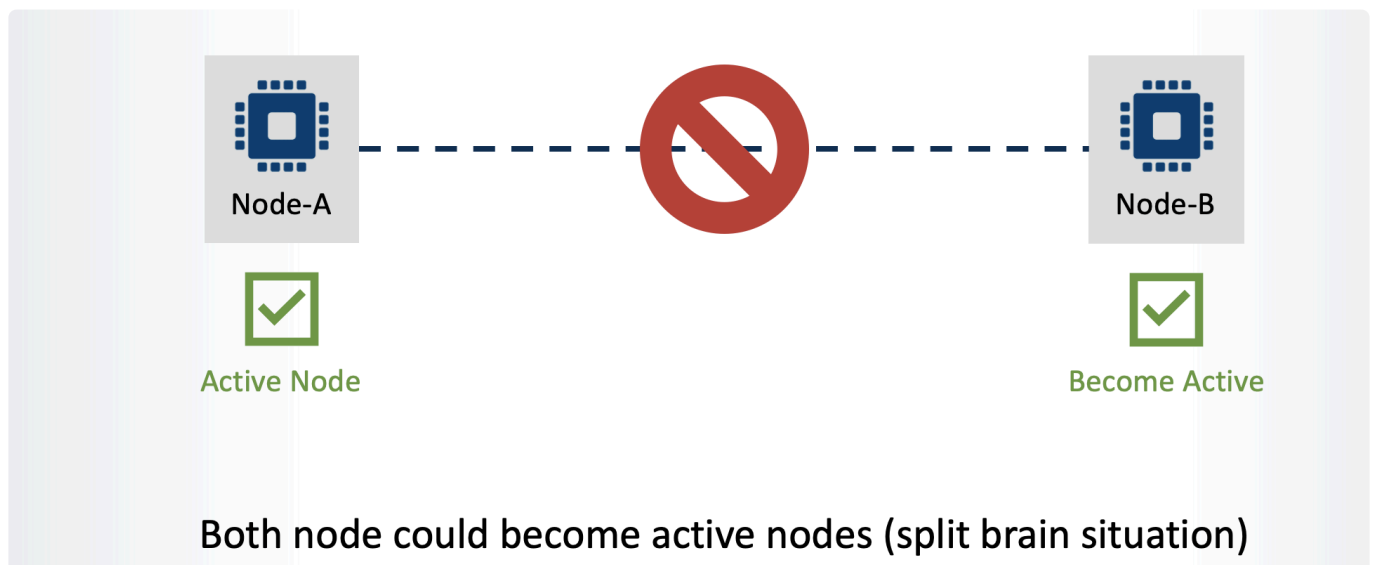 Node-A
Node-B
Active Node
Become Active
Both node could become active nodes (split brain situation)